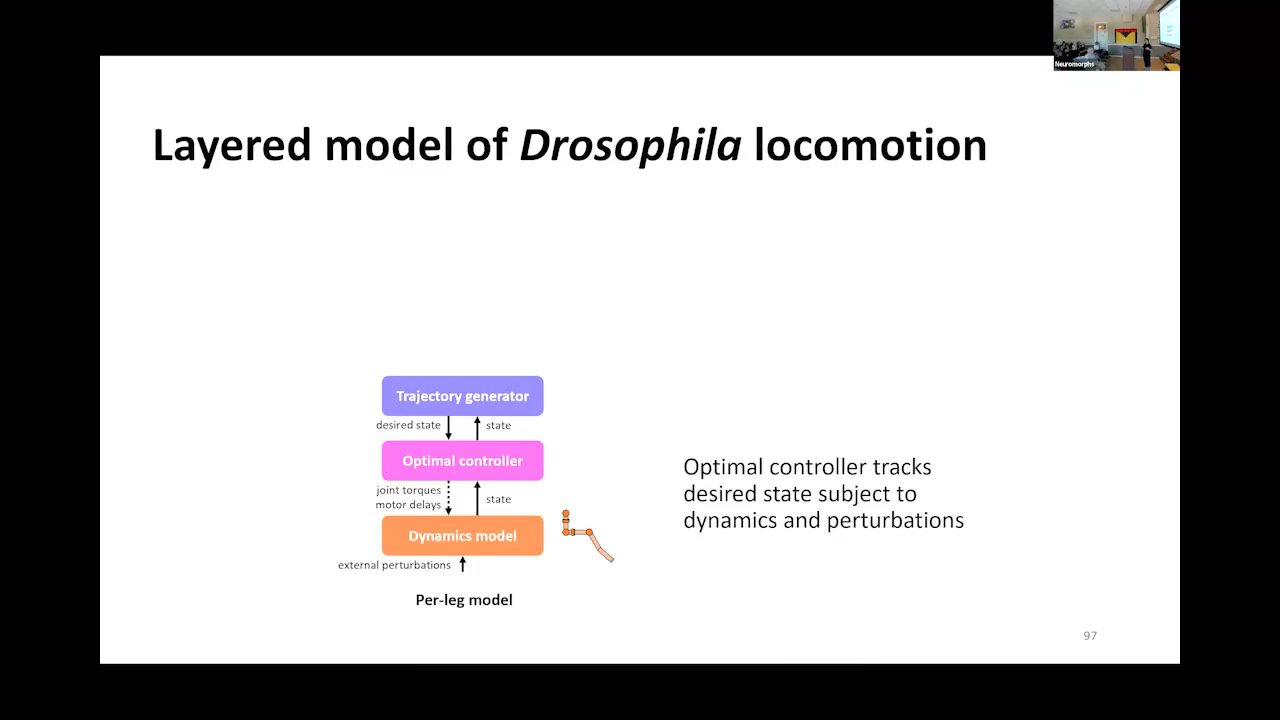 Neuromorphs
Layered model of Drosophila locomotion
Trajectory generator
desired state
state
Optimal controller
joint torques
motor delays
state
Dynamics model
external perturbations
Per-leg model
Optimal controller tracks
desired state subject to
dynamics and perturbations
97